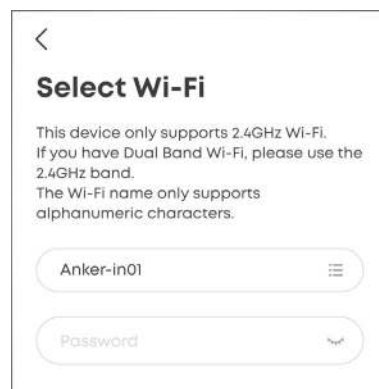 Select Wi-Fi
This device only supports 2.4GHz Wi-Fi.
If you have Dual Band Wi-Fi, please use the
2.4GHz band.
The Wi-Fi name only supports
alphanumeric characters.
Anker-in01
Password